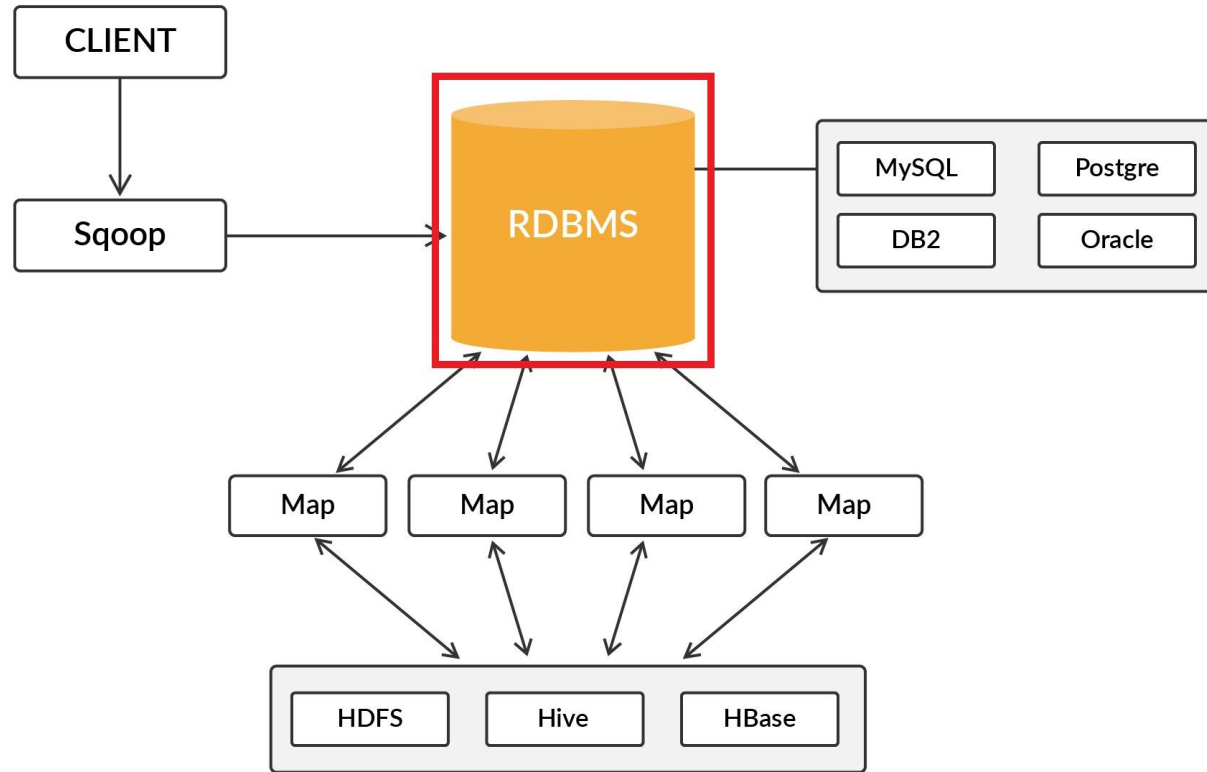 CLIENT
Sqoop
RDBMS
MySQL
Postgre
DB2
Oracle
Map
Map
Map
Map
HDFS
Hive
HBase